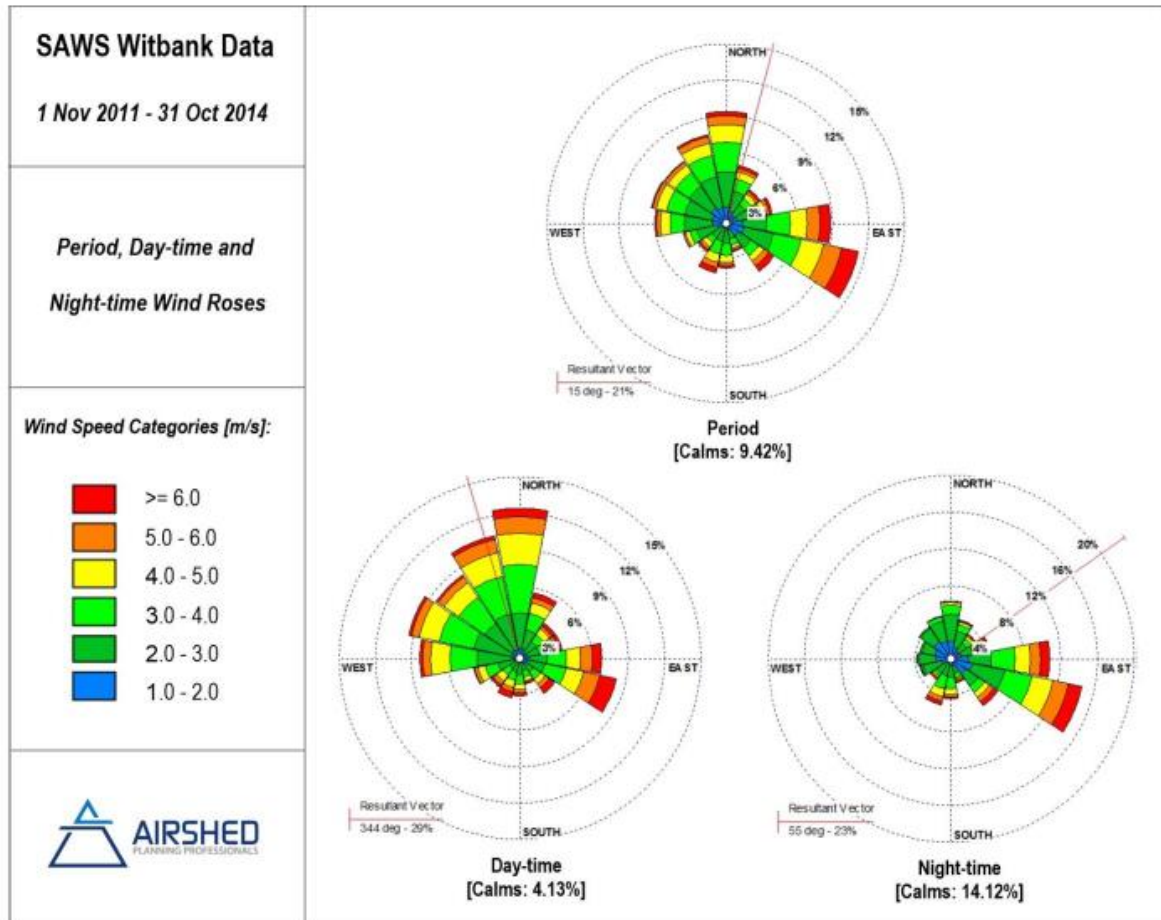 SAWS Witbank Data
1 Nov 2011 - 31 Oct 2014
Period, Day-time and
Night-time Wind Roses
Wind Speed Categories [m/s]:
>= 6.0
5.0 - 6.0
4.0 - 5.0
3.0 - 4.0
2.0 - 3.0
1.0 - 2.0
AIRSHED
PLANNING PROFESSIONALS
NORTH
15%
12%
9%
6%
3%
WEST
EAST
SOUTH
Resultant Vector
15 deg - 21%
Period
[Calms: 9.42%]
NORTH
15%
12%
9%
6%
3%
WEST
EAST
SOUTH
Resultant Vector
344 deg - 29%
Day-time
[Calms: 4.13%]
NORTH
20%
16%
12%
8%
4%
WEST
EAST
SOUTH
Resultant Vector
55 deg - 23%
Night-time
[Calms: 14.12%]